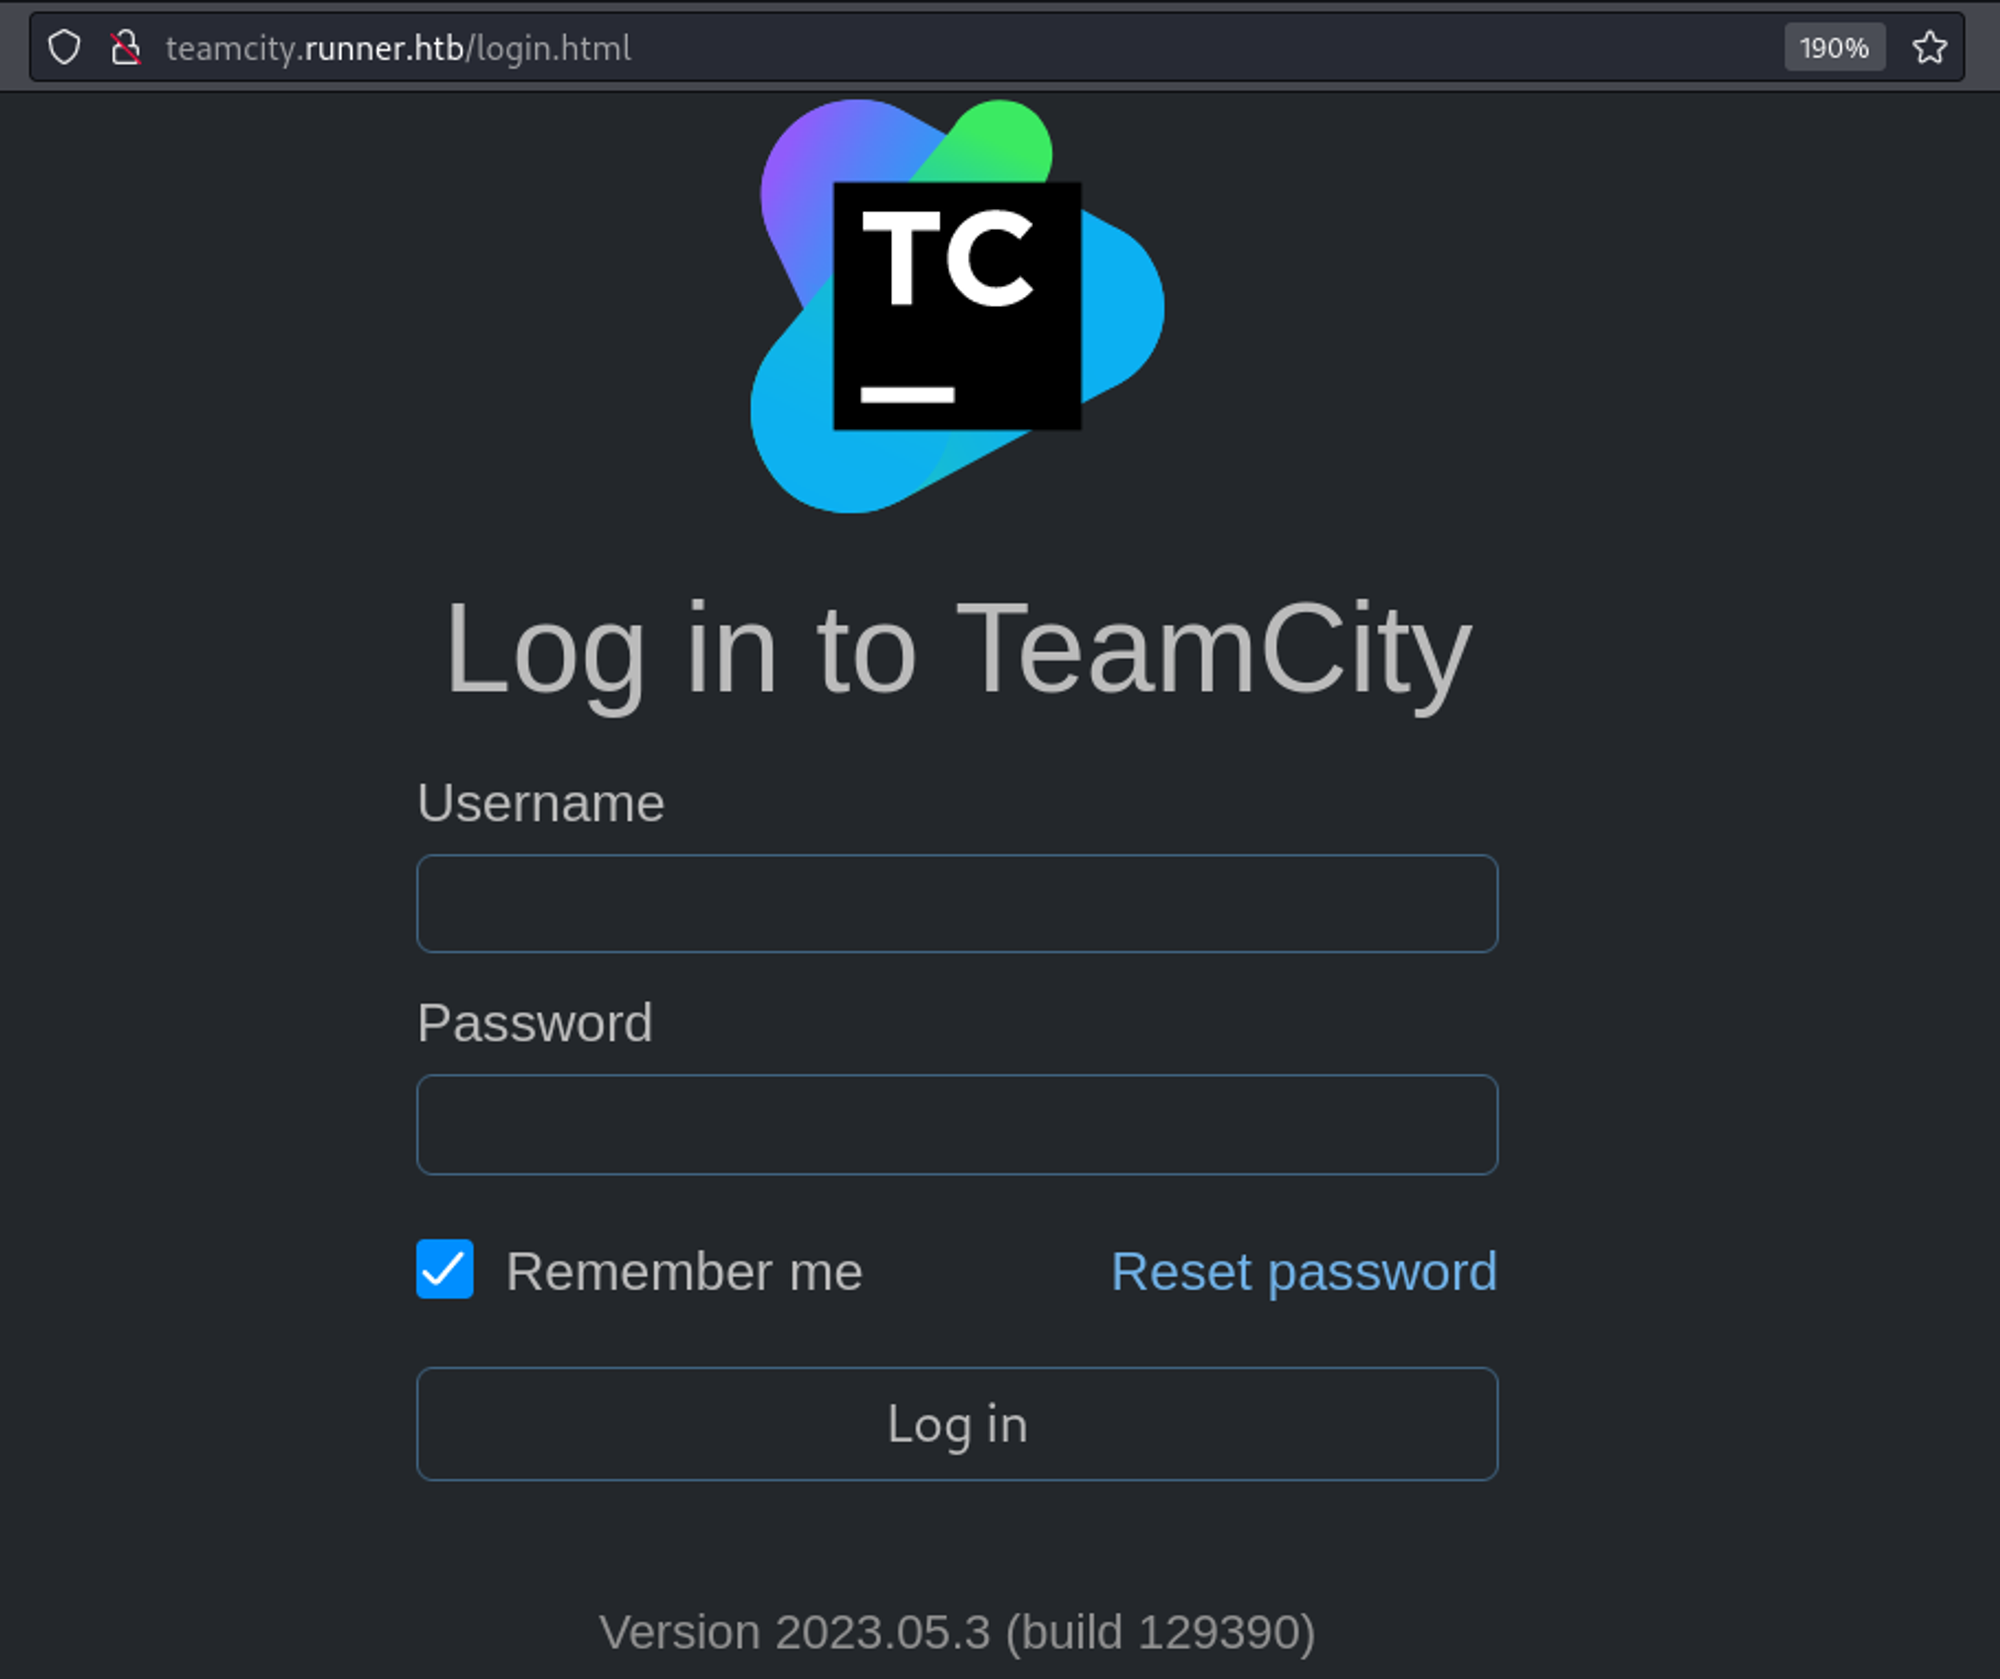 teamcity.runner.htb/login.html 190%
TC
Log in to TeamCity
Username
Password
Remember me Reset password
Log in
Version 2023.05.3 (build 129390)